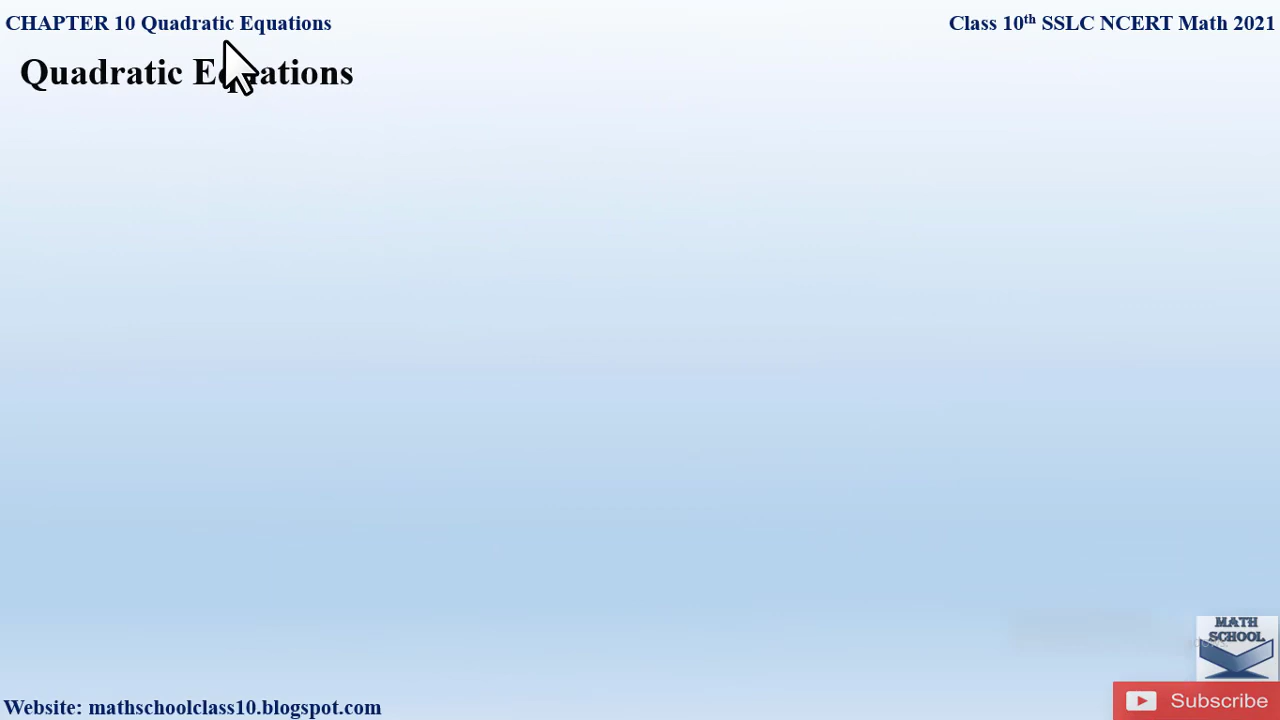 CHAPTER 10 Quadratic Equations
Class 10th SSLC NCERT Math 2021
Quadratic Equations
MATH
SCHOOL
Subscribe
Website: mathschoolclass10.blogspot.com